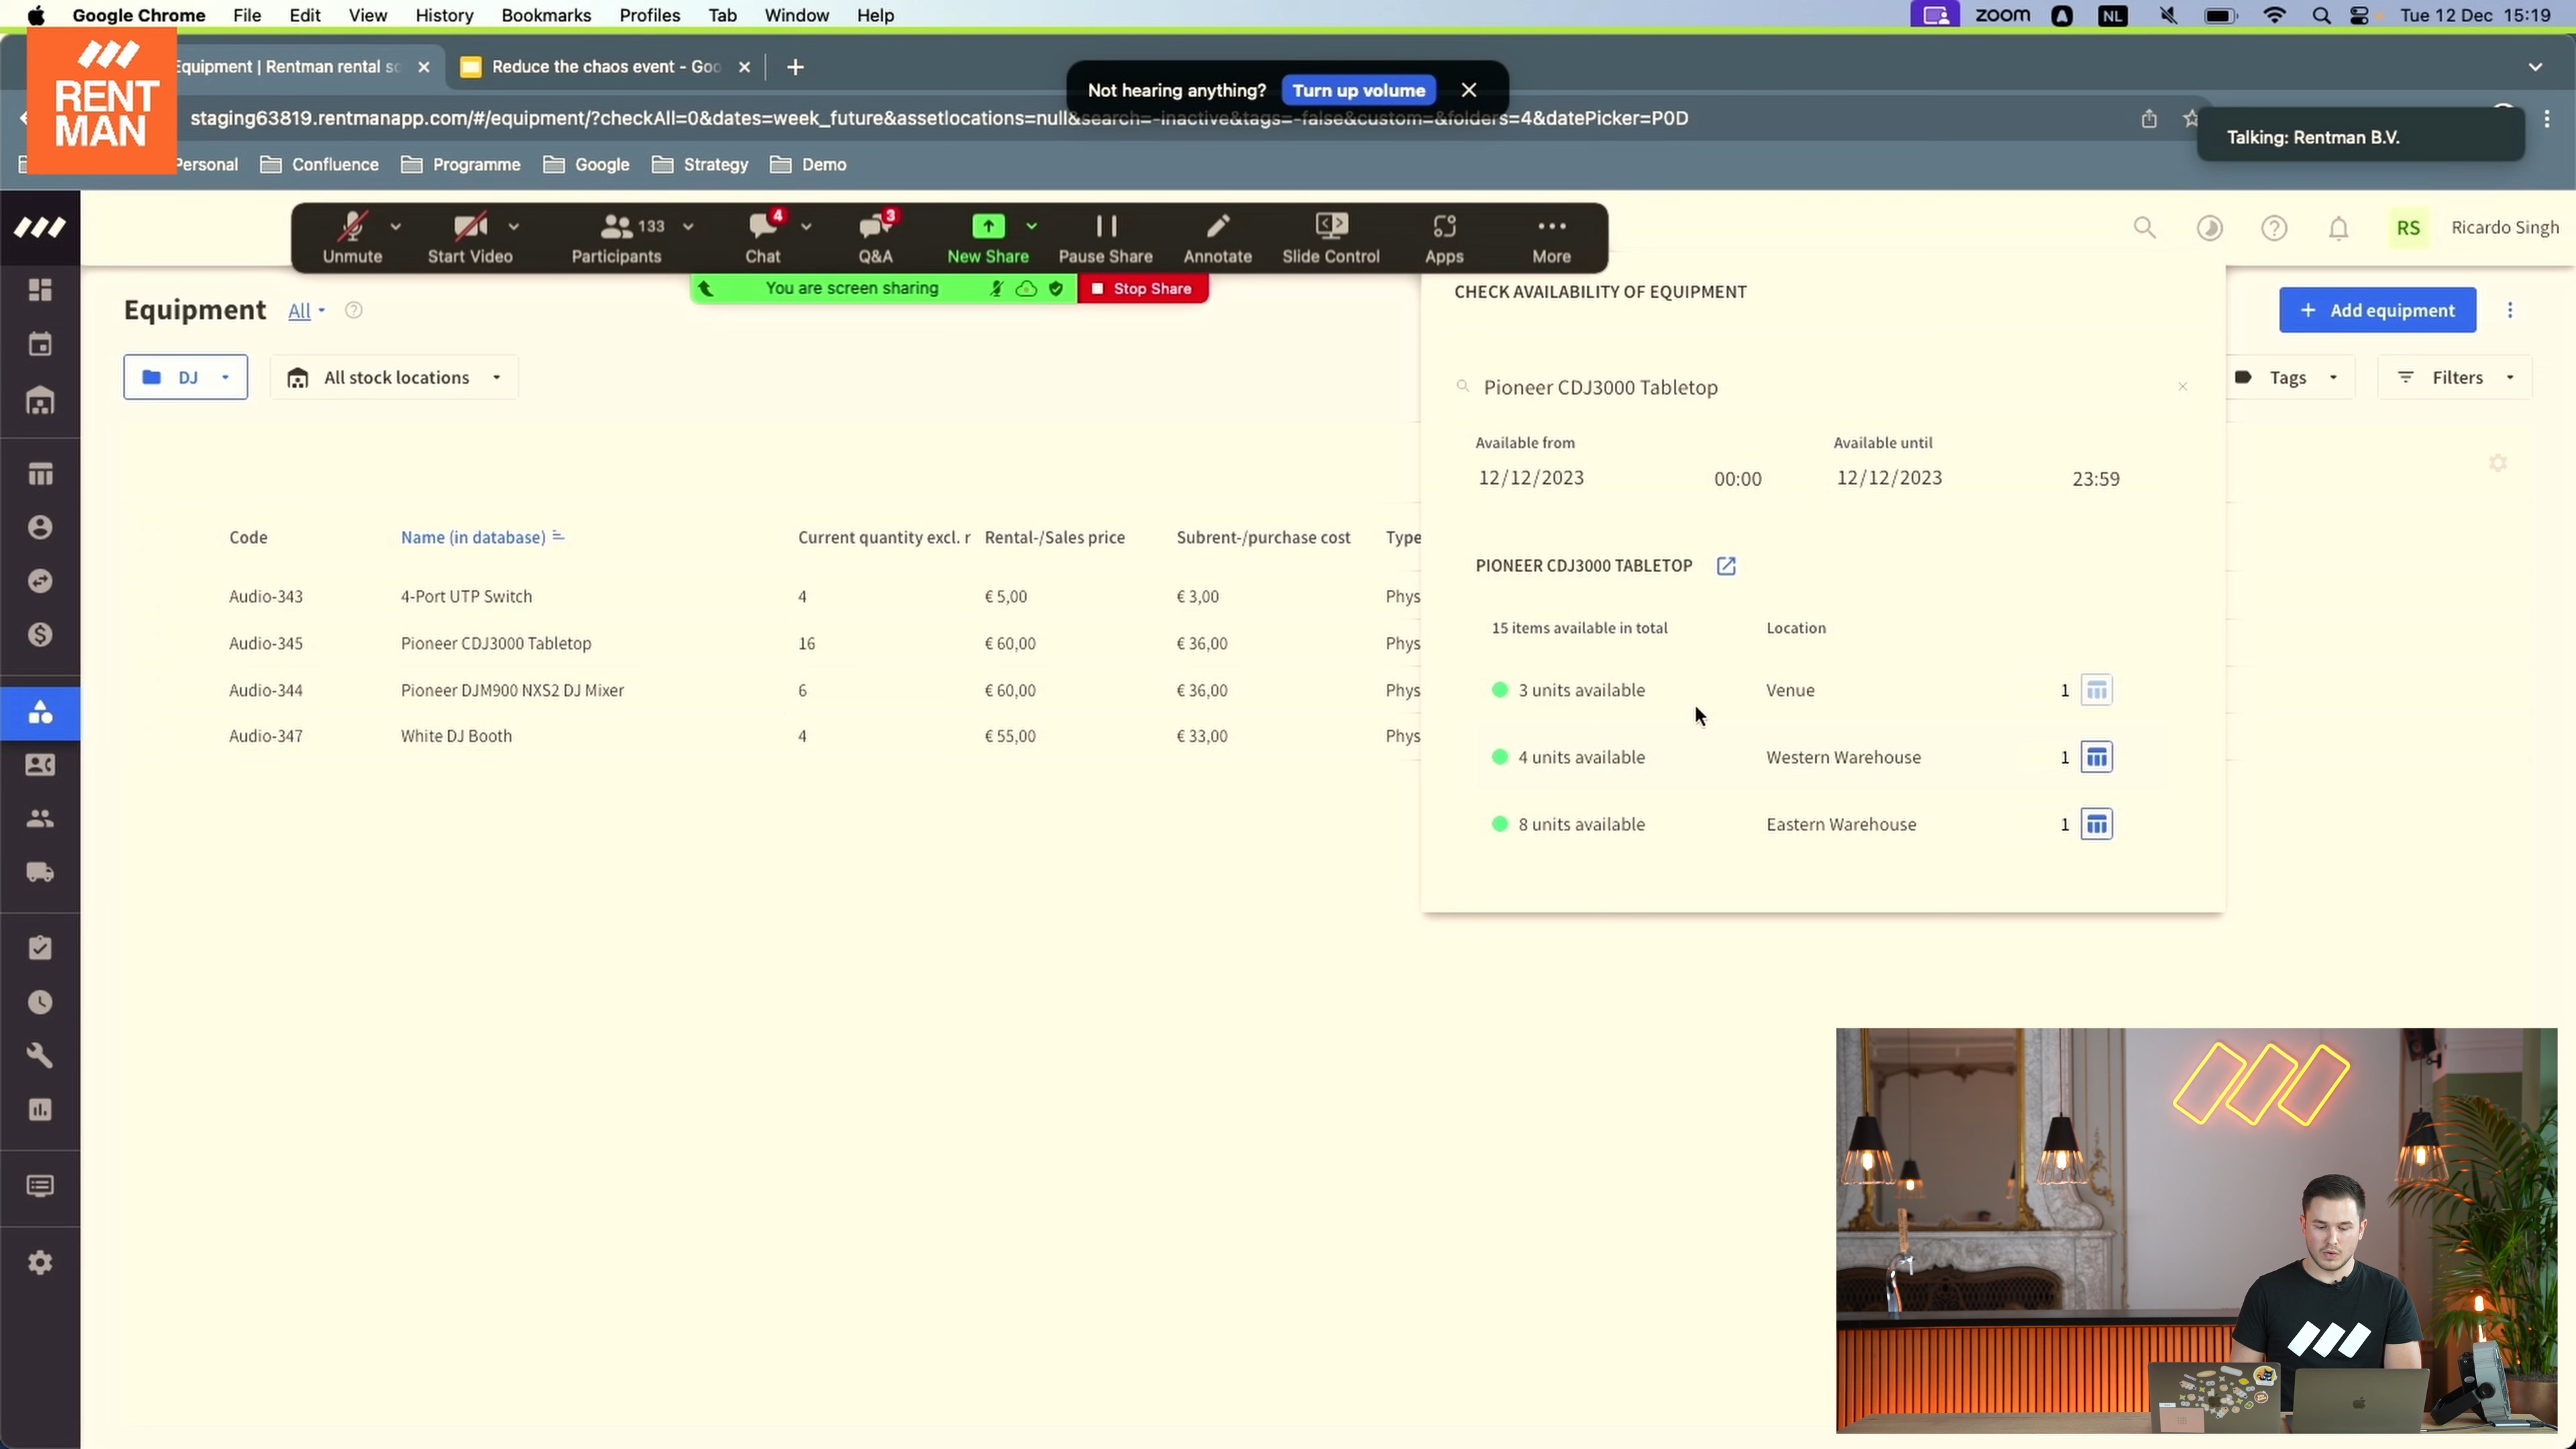 Google Chrome File Edit View History Bookmarks Profiles Tab Window Help
zoom A NL Tue 12 Dec 15:19
RENT
MAN
Equipment | Rentman rental so
Reduce the chaos event - Goo
Not hearing anything? Turn up volume
staging63819.rentmanapp.com/#/equipment/?checkAll=0&dates=week_future&assetlocations=null&search=-inactive&tags=-false&custom=&folders=4&datePicker=P0D
Talking: Rentman B.V.
Personal Confluence Programme Google Strategy Demo
4 3 133
Unmute Start Video Participants Chat Q&A New Share Pause Share Annotate Slide Control Apps More
You are screen sharing Stop Share
RS Ricardo Singh
Equipment All
CHECK AVAILABILITY OF EQUIPMENT
+ Add equipment
DJ All stock locations
Tags Filters
Pioneer CDJ3000 Tabletop
Available from Available until
12/12/2023 00:00 12/12/2023 23:59
Code Name (in database) Current quantity excl. r Rental-/Sales price Subrent-/purchase cost Type
Audio-343 4-Port UTP Switch 4 € 5,00 € 3,00 Phys
Audio-345 Pioneer CDJ3000 Tabletop 16 € 60,00 € 36,00 Phys
Audio-344 Pioneer DJM900 NXS2 DJ Mixer 6 € 60,00 € 36,00 Phys
Audio-347 White DJ Booth 4 € 55,00 € 33,00 Phys
PIONEER CDJ3000 TABLETOP
15 items available in total Location
3 units available Venue 1
4 units available Western Warehouse 1
8 units available Eastern Warehouse 1